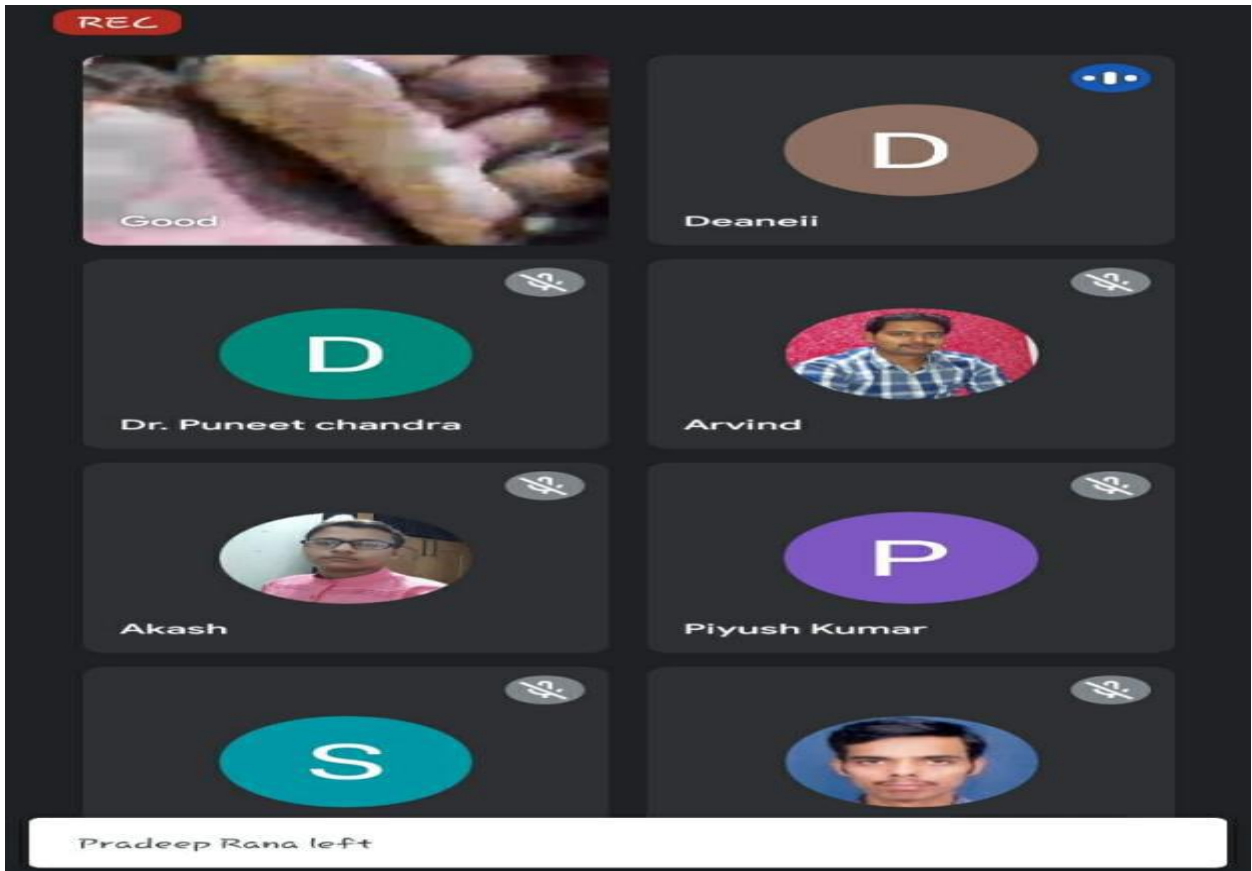 REC
Good
D
Deaneii
D
Dr. Puneet chandra
Arvind
Akash
P
Piyush Kumar
S
Pradeep Rana left